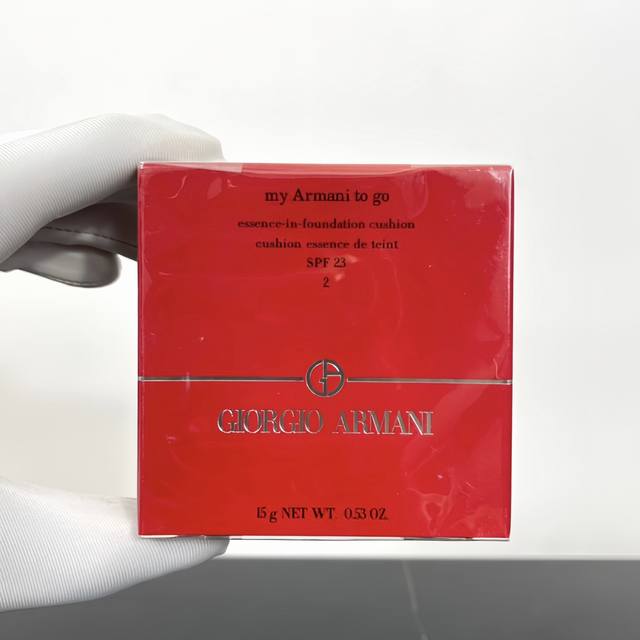 my Armani to go
essence-in-foundation cushion
cushion essence de teint
SPF 23
2
GIORGIO ARMANI
15 g NET WT. 0.53 OZ.